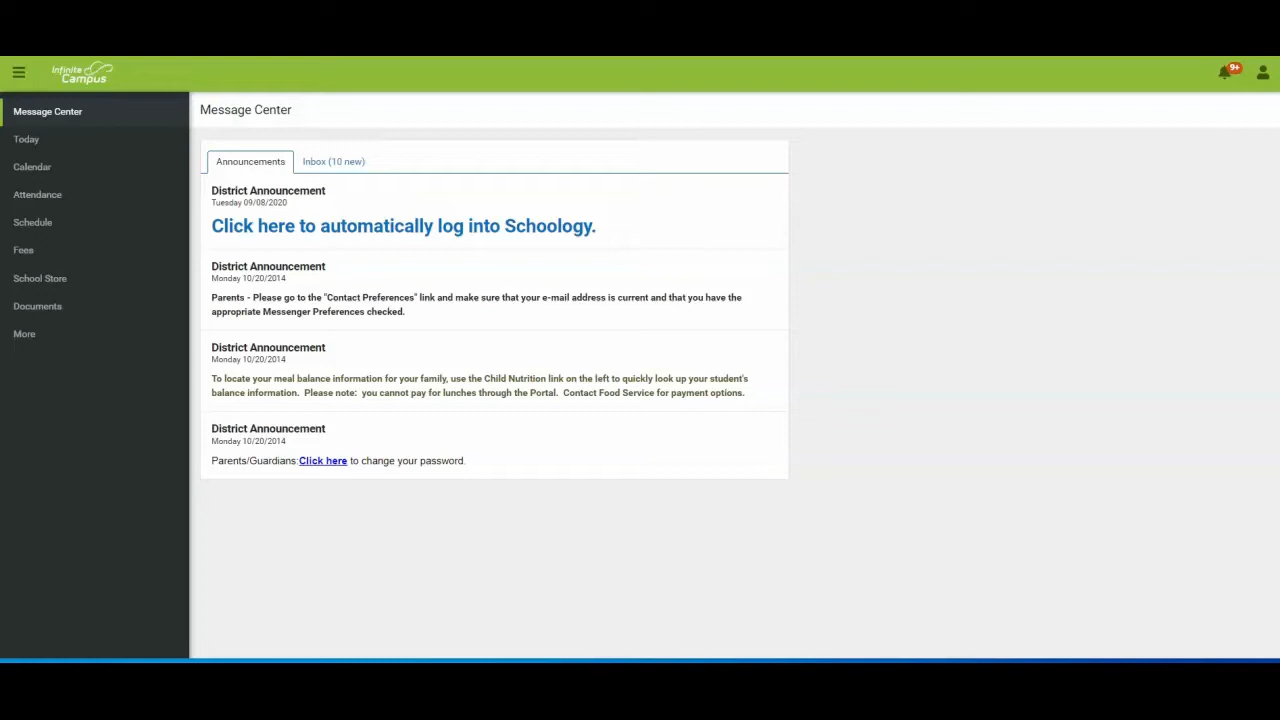 Infinite Campus
9+
Message Center
Today
Calendar
Attendance
Schedule
Fees
School Store
Documents
More
Message Center
Announcements
Inbox (10 new)
District Announcement
Tuesday 09/08/2020
Click here to automatically log into Schoology.
District Announcement
Monday 10/20/2014
Parents - Please go to the "Contact Preferences" link and make sure that your e-mail address is current and that you have the
appropriate Messenger Preferences checked.
District Announcement
Monday 10/20/2014
To locate your meal balance information for your family, use the Child Nutrition link on the left to quickly look up your student's
balance information.  Please note:  you cannot pay for lunches through the Portal.  Contact Food Service for payment options.
District Announcement
Monday 10/20/2014
Parents/Guardians:Click here to change your password.